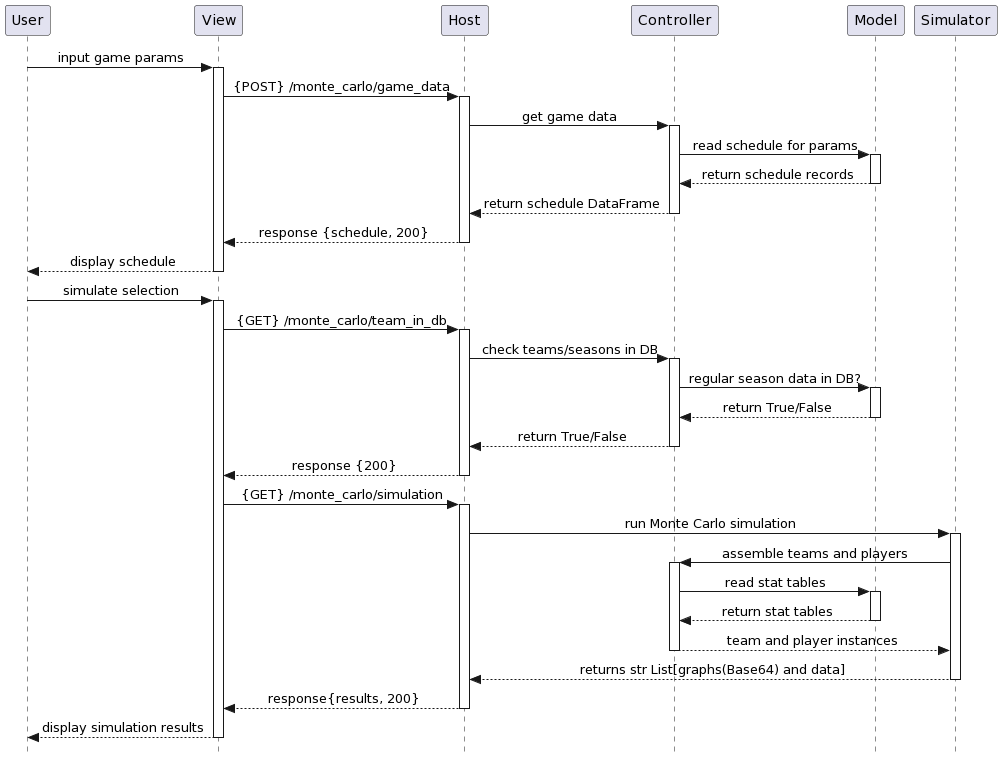 User View Host Controller Model Simulator
input game params
{POST} /monte_carlo/game_data
get game data
read schedule for params
return schedule records
return schedule DataFrame
response {schedule, 200}
display schedule
simulate selection
{GET} /monte_carlo/team_in_db
check teams/seasons in DB
regular season data in DB?
return True/False
return True/False
response {200}
{GET} /monte_carlo/simulation
run Monte Carlo simulation
assemble teams and players
read stat tables
return stat tables
team and player instances
returns str List[graphs(Base64) and data]
response{results, 200}
display simulation results